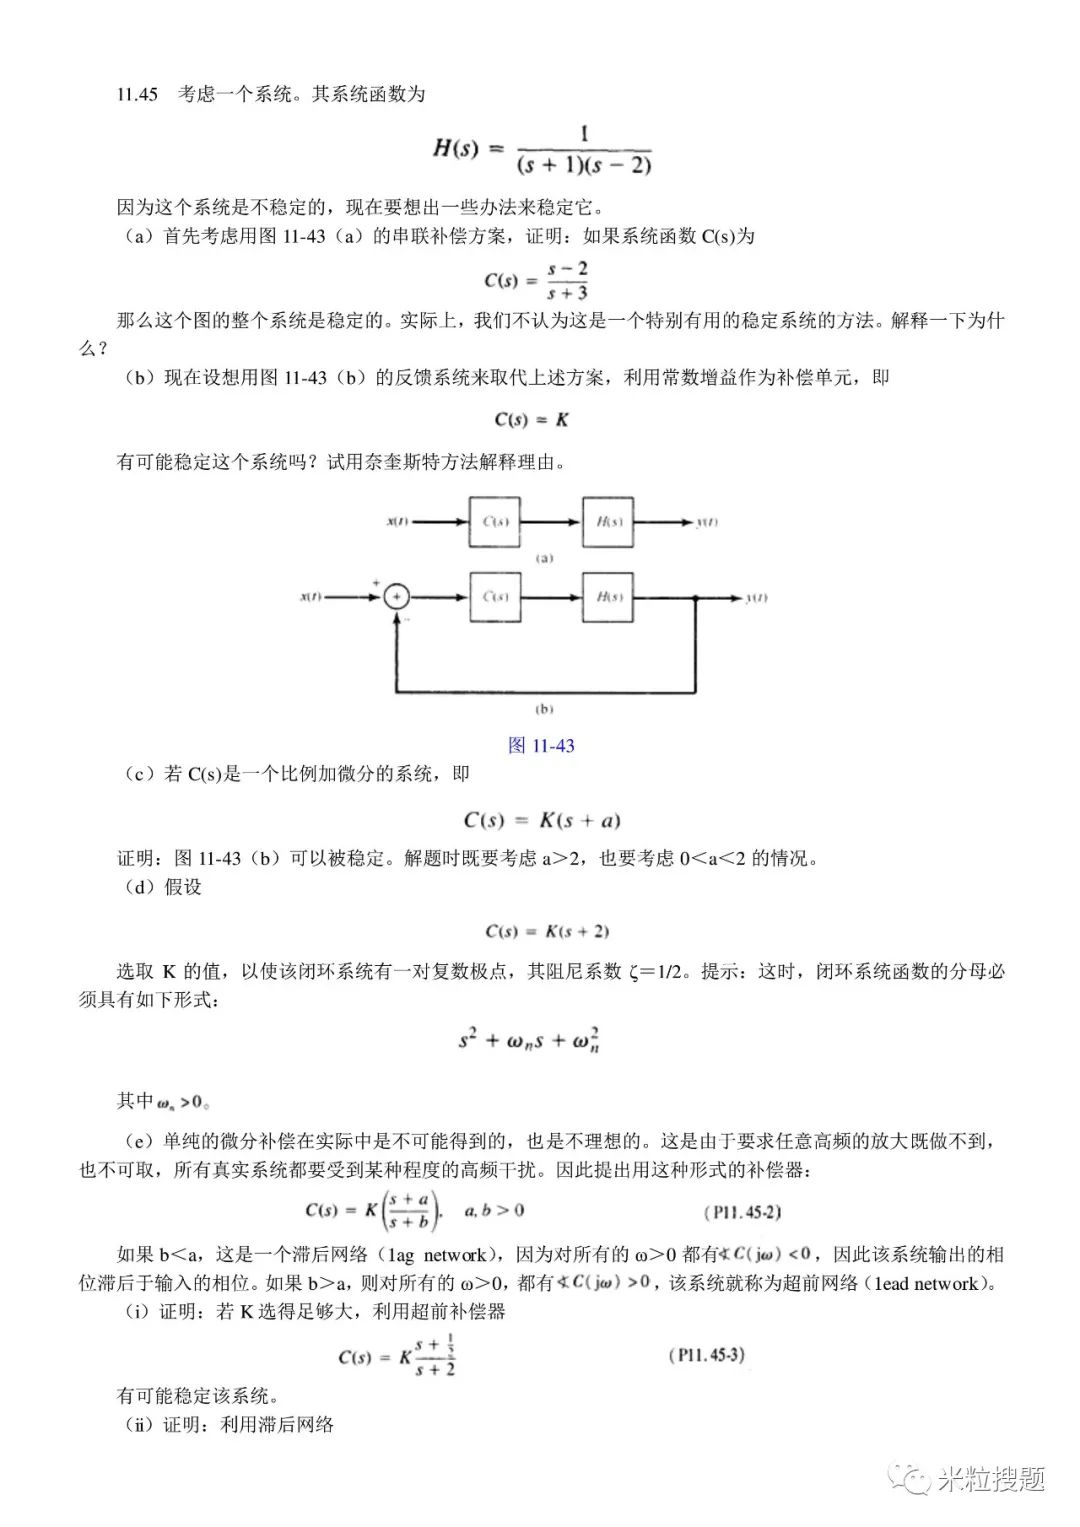 11.45 考虑一个系统。其系统函数为
H(s) = 1 / ((s + 1)(s − 2))
因为这个系统是不稳定的，现在要想出一些办法来稳定它。
（a）首先考虑用图 11-43（a）的串联补偿方案，证明：如果系统函数 C(s)为
C(s) = (s − 2) / (s + 3)
那么这个图的整个系统是稳定的。实际上，我们不认为这是一个特别有用的稳定系统的方法。解释一下为什
么？
（b）现在设想用图 11-43（b）的反馈系统来取代上述方案，利用常数增益作为补偿单元，即
C(s) = K
有可能稳定这个系统吗？试用奈奎斯特方法解释理由。
x(t) C(s) H(s) y(t)
(a)
+
x(t) + C(s) H(s) y(t)
−
(b)
图 11-43
（c）若 C(s)是一个比例加微分的系统，即
C(s) = K(s + a)
证明：图 11-43（b）可以被稳定。解题时既要考虑 a＞2，也要考虑 0＜a＜2 的情况。
（d）假设
C(s) = K(s + 2)
选取 K 的值，以使该闭环系统有一对复数极点，其阻尼系数 ζ＝1/2。提示：这时，闭环系统函数的分母必
须具有如下形式：
s² + ωₙs + ωₙ²
其中 ωₙ >0。
（e）单纯的微分补偿在实际中是不可能得到的，也是不理想的。这是由于要求任意高频的放大既做不到，
也不可取，所有真实系统都要受到某种程度的高频干扰。因此提出用这种形式的补偿器：
C(s) = K((s + a) / (s + b)), a, b > 0 （P11.45-2）
如果 b＜a，这是一个滞后网络（1ag network），因为对所有的 ω＞0 都有∢C(jω) <0，因此该系统输出的相
位滞后于输入的相位。如果 b＞a，则对所有的 ω＞0，都有∢C(jω) >0，该系统就称为超前网络（1ead network）。
（i）证明：若 K 选得足够大，利用超前补偿器
C(s) = K (s + ½) / (s + 2) （P11.45-3）
有可能稳定该系统。
（ii）证明：利用滞后网络
米粒搜题